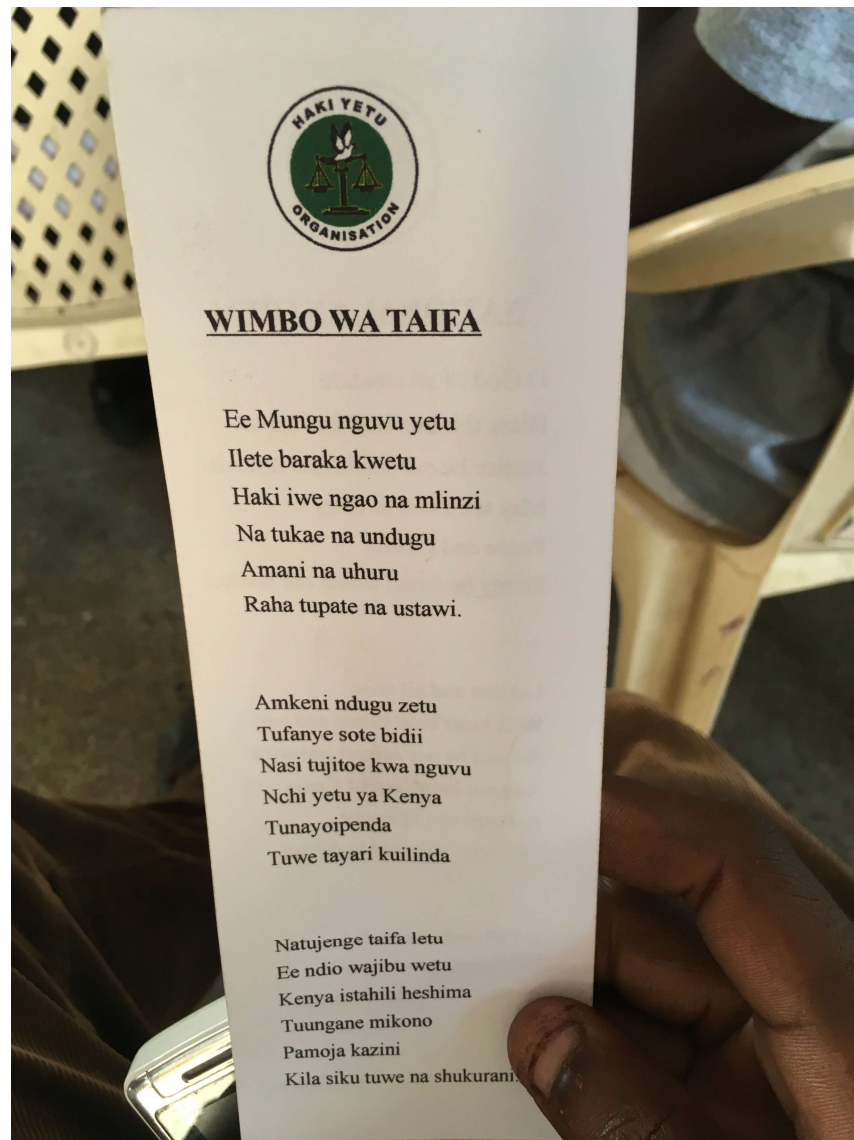 HAKI YETU
ORGANISATION
WIMBO WA TAIFA
Ee Mungu nguvu yetu
Ilete baraka kwetu
Haki iwe ngao na mlinzi
Na tukae na undugu
Amani na uhuru
Raha tupate na ustawi.
Amkeni ndugu zetu
Tufanye sote bidii
Nasi tujitoe kwa nguvu
Nchi yetu ya Kenya
Tunayoipenda
Tuwe tayari kuilinda
Natujenge taifa letu
Ee ndio wajibu wetu
Kenya istahili heshima
Tuungane mikono
Pamoja kazini
Kila siku tuwe na shukurani.